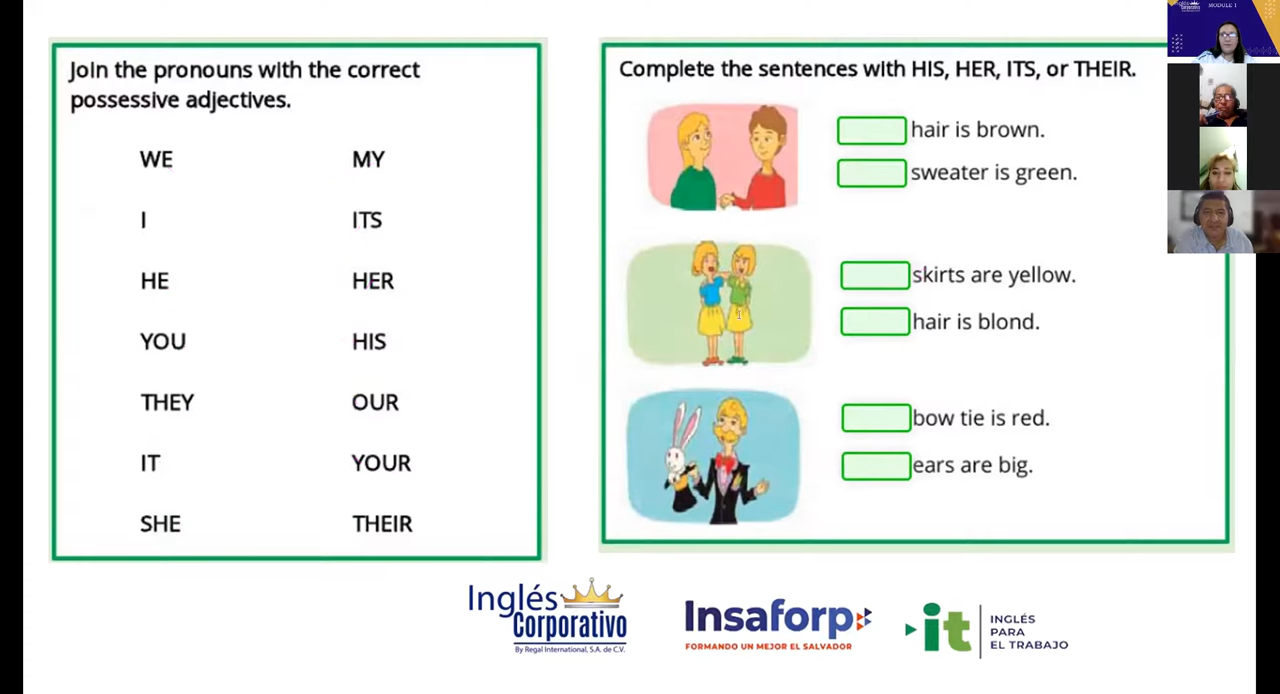 Join the pronouns with the correct
possessive adjectives.
WE MY
I ITS
HE HER
YOU HIS
THEY OUR
IT YOUR
SHE THEIR
Complete the sentences with HIS, HER, ITS, or THEIR.
hair is brown.
sweater is green.
skirts are yellow.
hair is blond.
bow tie is red.
ears are big.
Inglés
Corporativo
By Regal International, S.A. de C.V.
Insaforp
FORMANDO UN MEJOR EL SALVADOR
it
INGLÉS
PARA
EL TRABAJO
Inglés
Corporativo
MODULE I